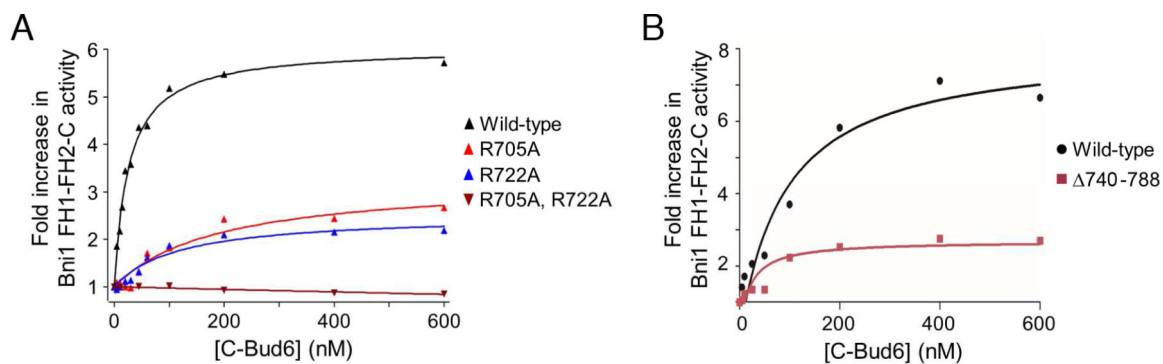 A
Fold increase in
Bni1 FH1-FH2-C activity
6
5
4
3
2
1
0
200
400
600
[C-Bud6] (nM)
Wild-type
R705A
R722A
R705A, R722A
B
Fold increase in
Bni1 FH1-FH2-C activity
8
6
4
2
0
200
400
600
[C-Bud6] (nM)
Wild-type
Δ740-788